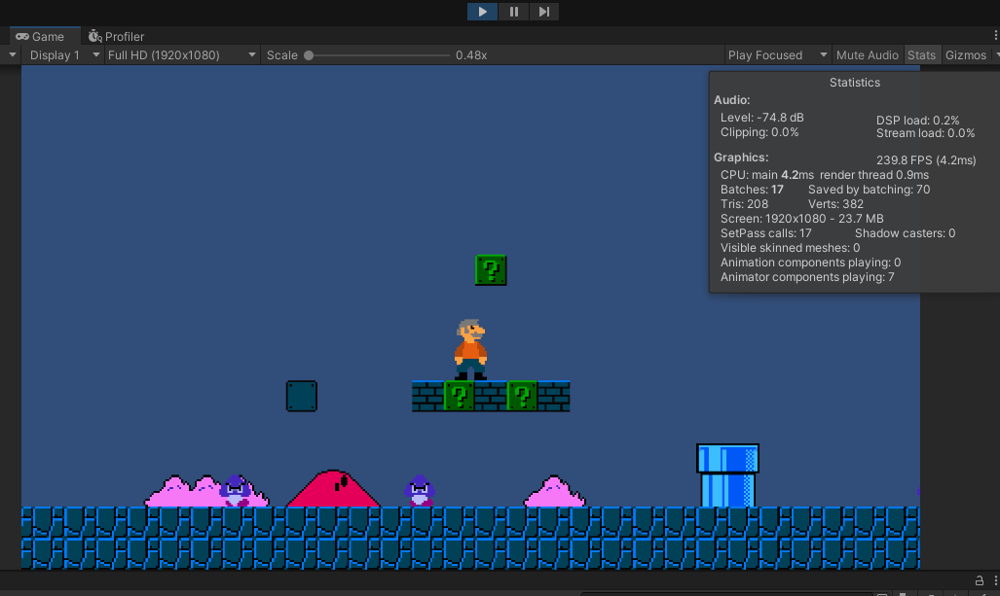 Game Profiler
Display 1 Full HD (1920x1080) Scale 0.48x Play Focused Mute Audio Stats Gizmos
Statistics
Audio:
Level: -74.8 dB DSP load: 0.2%
Clipping: 0.0% Stream load: 0.0%
Graphics: 239.8 FPS (4.2ms)
CPU: main 4.2ms render thread 0.9ms
Batches: 17 Saved by batching: 70
Tris: 208 Verts: 382
Screen: 1920x1080 - 23.7 MB
SetPass calls: 17 Shadow casters: 0
Visible skinned meshes: 0
Animation components playing: 0
Animator components playing: 7
?
? ?